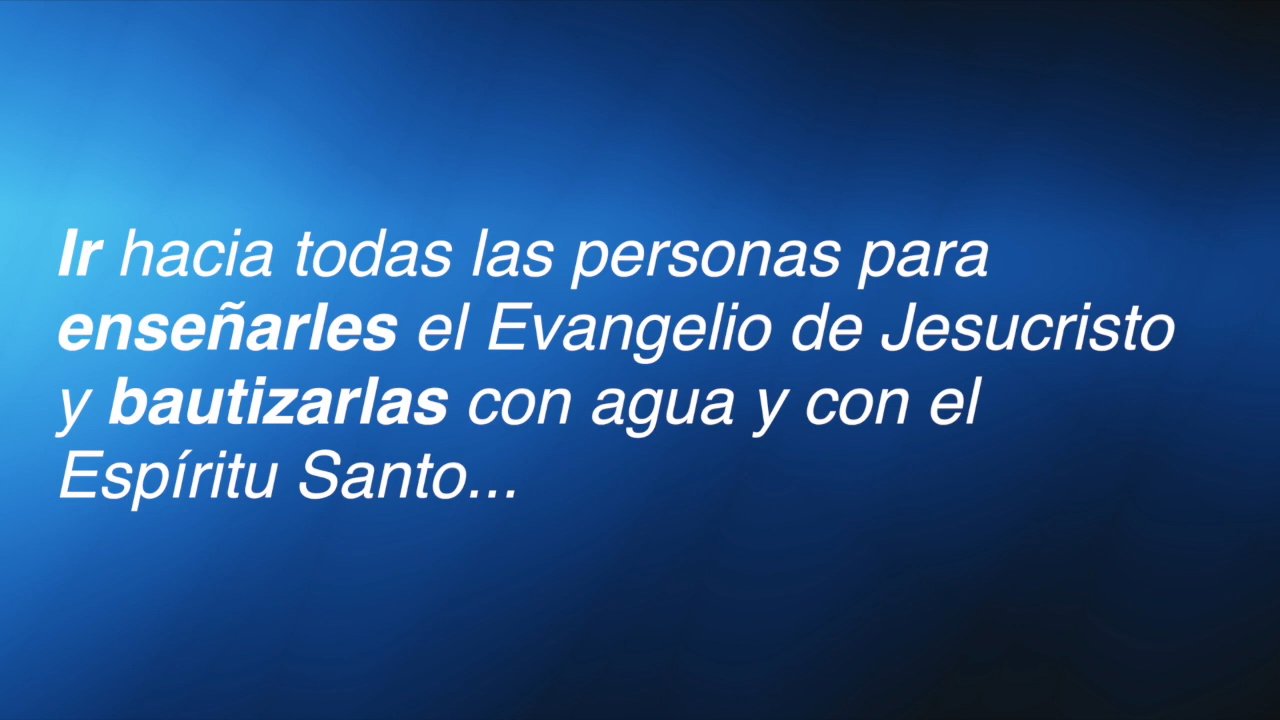 Ir hacia todas las personas para
enseñarles el Evangelio de Jesucristo
y bautizarlas con agua y con el
Espíritu Santo...